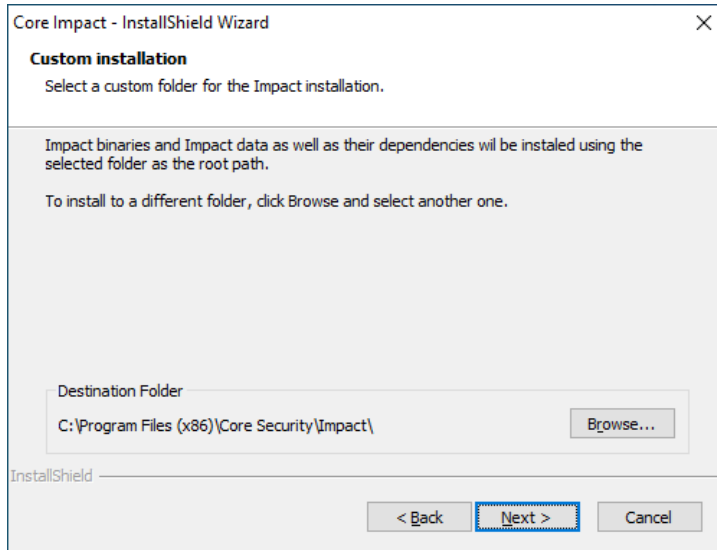 Core Impact - InstallShield Wizard
Custom installation
Select a custom folder for the Impact installation.
Impact binaries and Impact data as well as their dependencies wil be instaled using the
selected folder as the root path.
To install to a different folder, click Browse and select another one.
Destination Folder
C:\Program Files (x86)\Core Security\Impact\
Browse...
InstallShield
< Back
Next >
Cancel